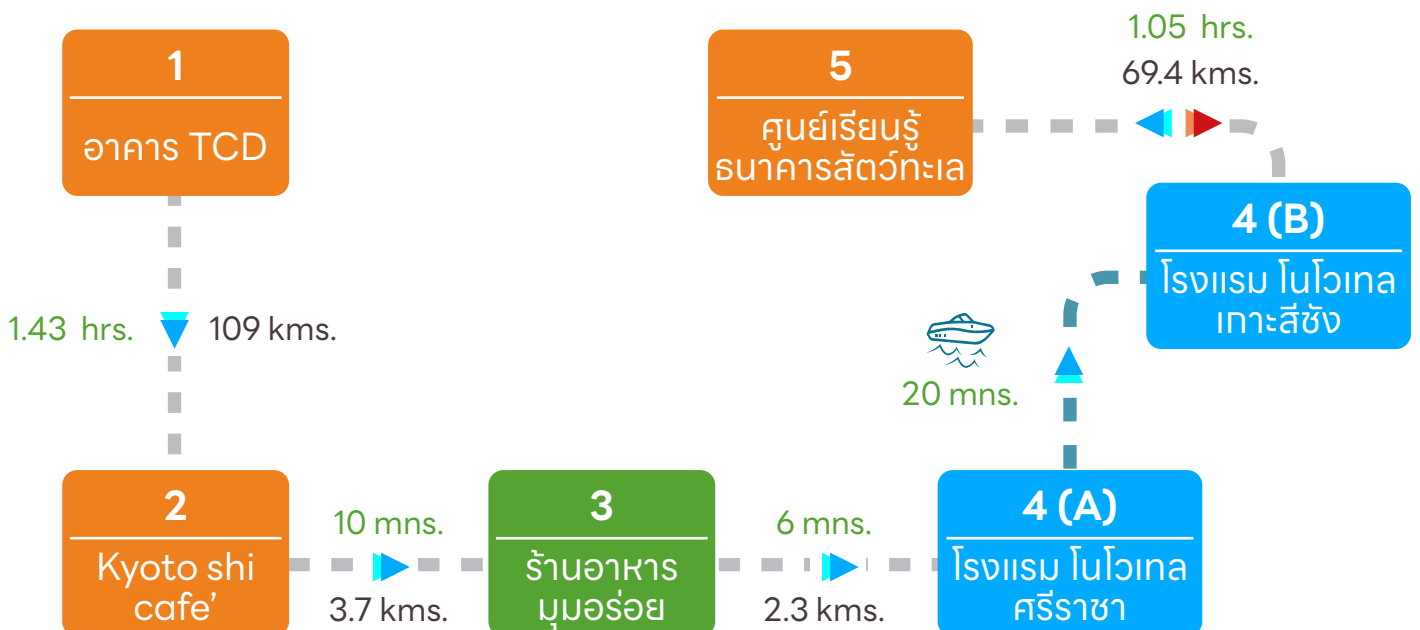 1
อาคาร TCD
1.43 hrs.
109 kms.
2
Kyoto shi
cafe’
10 mns.
3.7 kms.
3
ร้านอาหาร
มุมอร่อย
6 mns.
2.3 kms.
4 (A)
โรงแรม โนโวเทล
ศรีราชา
20 mns.
4 (B)
โรงแรม โนโวเทล
เกาะสีชัง
1.05 hrs.
69.4 kms.
5
ศูนย์เรียนรู้
ธนาคารสัตว์ทะเล